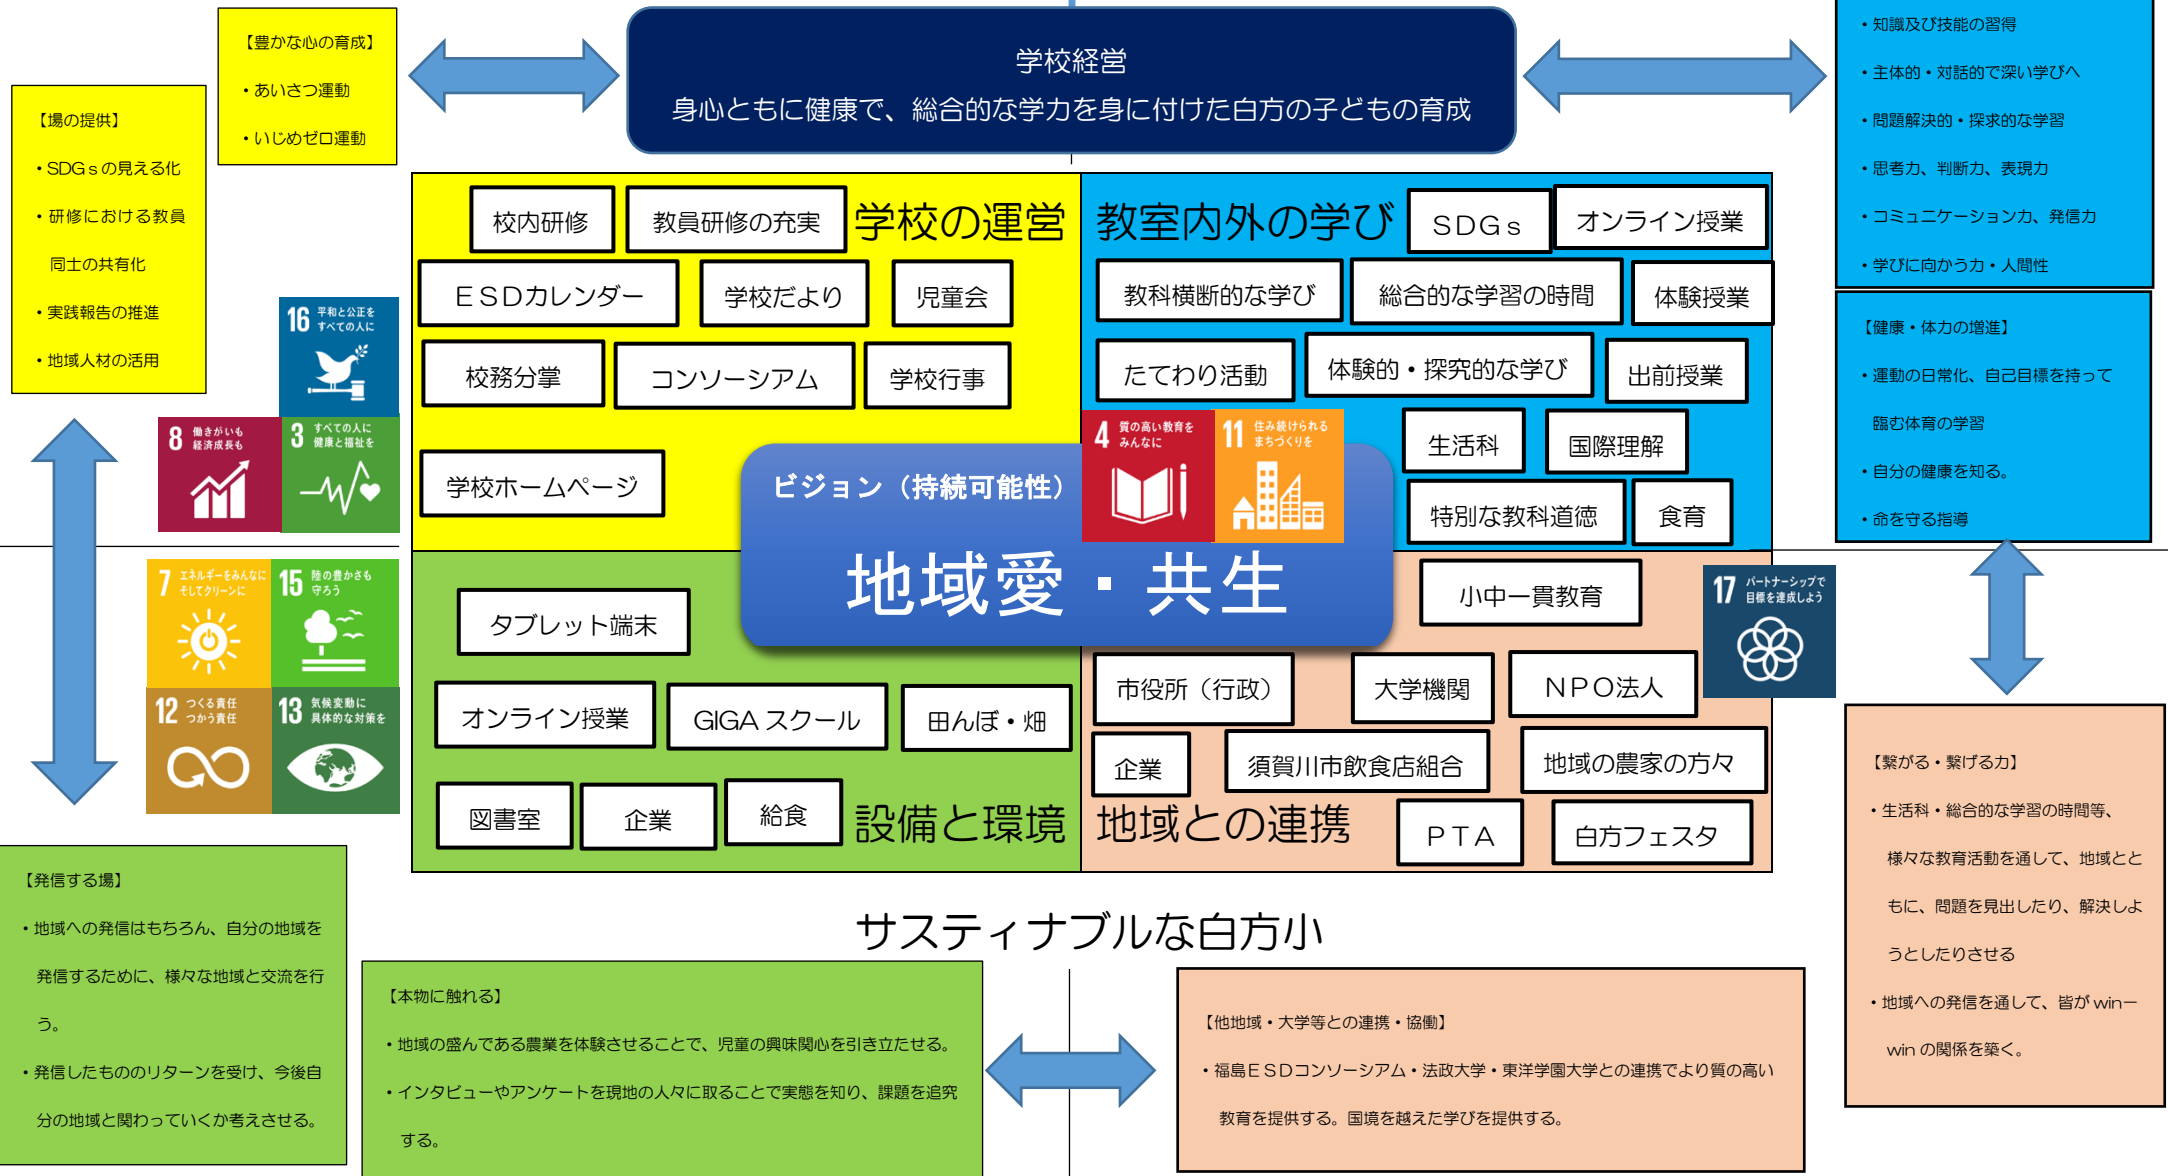 学校経営
身心ともに健康で、総合的な学力を身に付けた白方の子どもの育成
【豊かな心の育成】
・あいさつ運動
・いじめゼロ運動
【場の提供】
・SDGｓの見える化
・研修における教員
同士の共有化
・実践報告の推進
・地域人材の活用
・知識及び技能の習得
・主体的・対話的で深い学びへ
・問題解決的・探求的な学習
・思考力、判断力、表現力
・コミュニケーション力、発信力
・学びに向かう力・人間性
【健康・体力の増進】
・運動の日常化、自己目標を持って
臨む体育の学習
・自分の健康を知る。
・命を守る指導
学校の運営
校内研修
教員研修の充実
ＥＳＤカレンダー
学校だより
児童会
校務分掌
コンソーシアム
学校行事
学校ホームページ
教室内外の学び
ＳＤＧｓ
オンライン授業
教科横断的な学び
総合的な学習の時間
体験授業
たてわり活動
体験的・探究的な学び
出前授業
生活科
国際理解
特別な教科道徳
食育
16 平和と公正を
すべての人に
8 働きがいも
経済成長も
3 すべての人に
健康と福祉を
4 質の高い教育を
みんなに
11 住み続けられる
まちづくりを
ビジョン（持続可能性）
地域愛・共生
7 エネルギーをみんなに
そしてクリーンに
15 陸の豊かさも
守ろう
12 つくる責任
つかう責任
13 気候変動に
具体的な対策を
17 パートナーシップで
目標を達成しよう
タブレット端末
オンライン授業
GIGAスクール
田んぼ・畑
図書室
企業
給食
設備と環境
小中一貫教育
市役所（行政）
大学機関
ＮＰＯ法人
企業
須賀川市飲食店組合
地域の農家の方々
地域との連携
ＰＴＡ
白方フェスタ
サスティナブルな白方小
【発信する場】
・地域への発信はもちろん、自分の地域を
発信するために、様々な地域と交流を行
う。
・発信したもののリターンを受け、今後自
分の地域と関わっていくか考えさせる。
【本物に触れる】
・地域の盛んである農業を体験させることで、児童の興味関心を引き立たせる。
・インタビューやアンケートを現地の人々に取ることで実態を知り、課題を追究
する。
【他地域・大学等との連携・協働】
・福島ＥＳＤコンソーシアム・法政大学・東洋学園大学との連携でより質の高い
教育を提供する。国境を越えた学びを提供する。
【繋がる・繋げる力】
・生活科・総合的な学習の時間等、
様々な教育活動を通して、地域とと
もに、問題を見出したり、解決しよ
うとしたりさせる
・地域への発信を通して、皆がwinー
winの関係を築く。